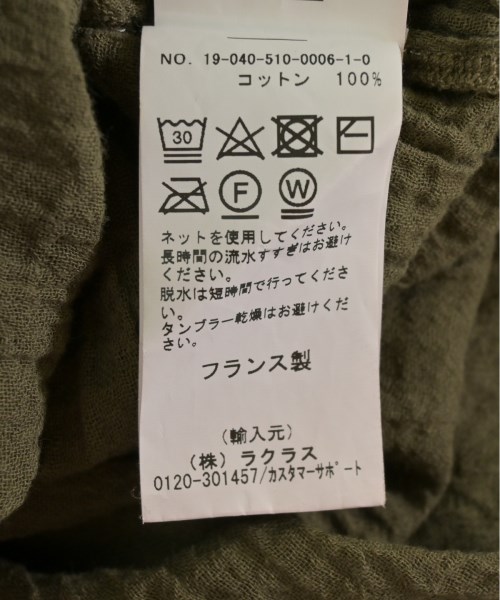 NO. 19-040-510-0006-1-0
コットン 100%
30
F W
ネットを使用してください。
長時間の流水すすぎはお避け
ください。
脱水は短時間で行ってくださ
い。
タンブラー乾燥はお避けくだ
さい。
フランス製
(輸入元)
(株) ラクラス
0120-301457/カスタマーサポート